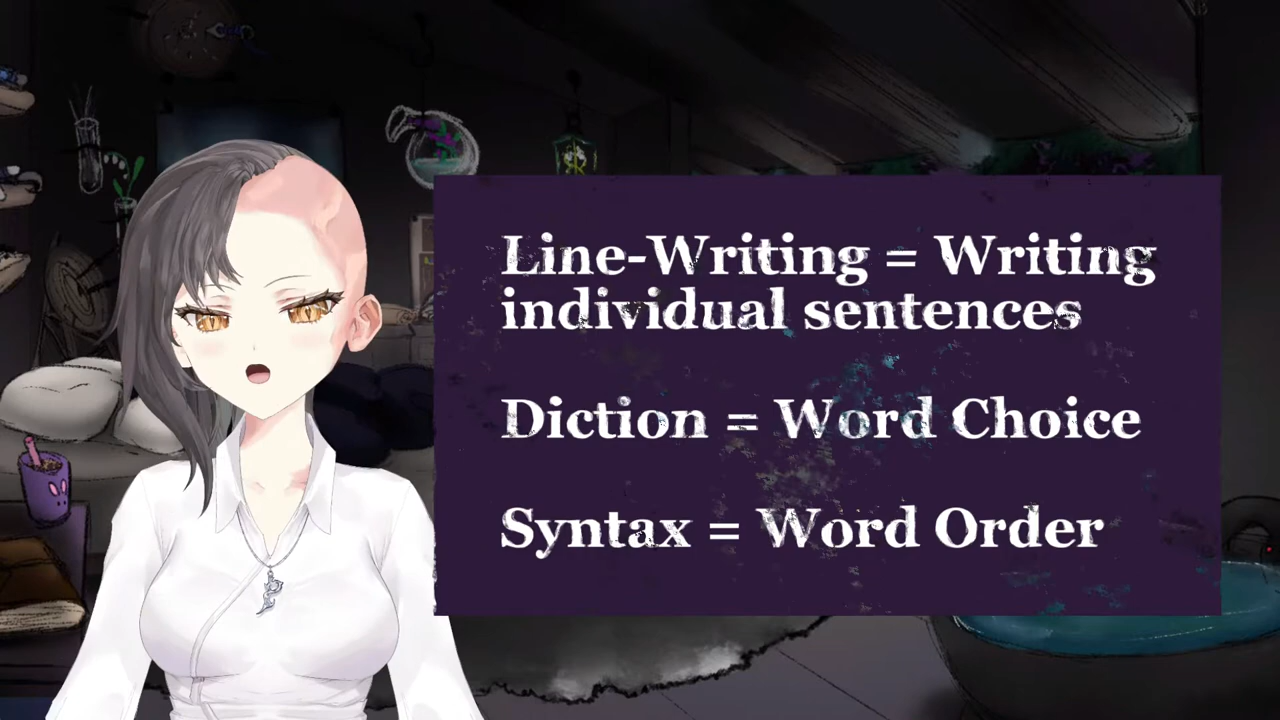 Line-Writing = Writing
individual sentences
Diction = Word Choice
Syntax = Word Order